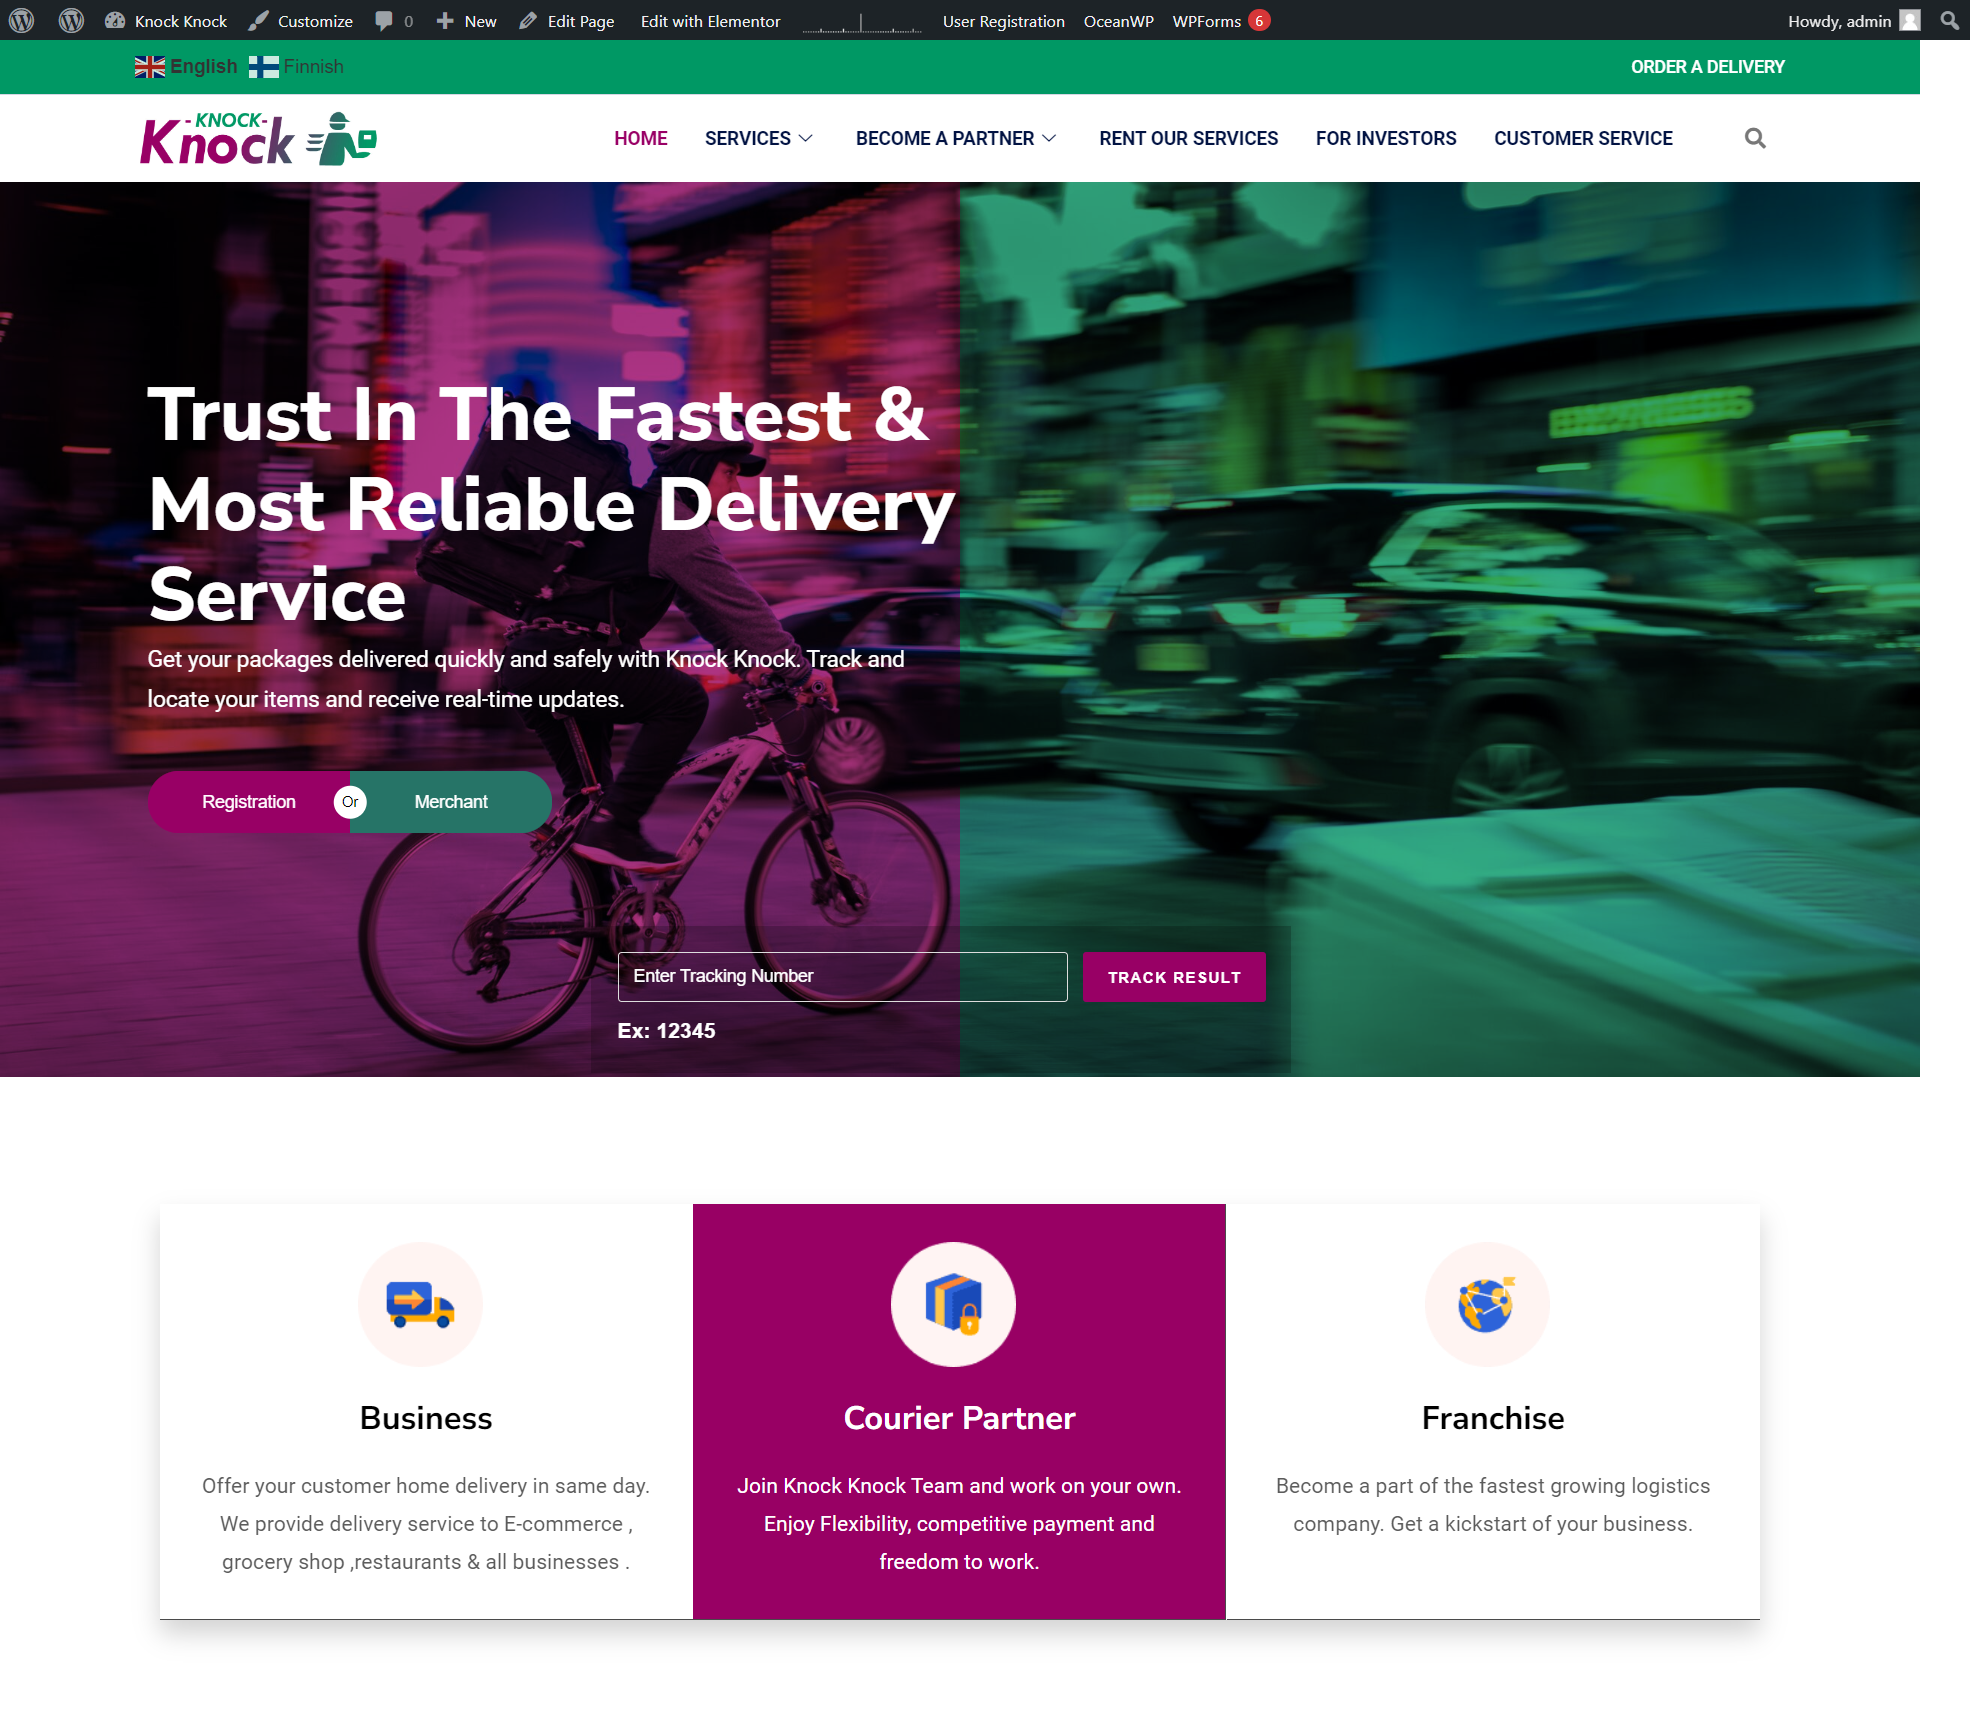 Knock Knock Customize 0 New Edit Page Edit with Elementor User Registration OceanWP WPForms 6 Howdy, admin
English Finnish ORDER A DELIVERY
- KNOCK-
Knock
HOME SERVICES BECOME A PARTNER RENT OUR SERVICES FOR INVESTORS CUSTOMER SERVICE
Trust In The Fastest &
Most Reliable Delivery
Service
Get your packages delivered quickly and safely with Knock Knock. Track and
locate your items and receive real-time updates.
Registration Or Merchant
Enter Tracking Number TRACK RESULT
Ex: 12345
Business
Offer your customer home delivery in same day.
We provide delivery service to E-commerce ,
grocery shop ,restaurants & all businesses .
Courier Partner
Join Knock Knock Team and work on your own.
Enjoy Flexibility, competitive payment and
freedom to work.
Franchise
Become a part of the fastest growing logistics
company. Get a kickstart of your business.